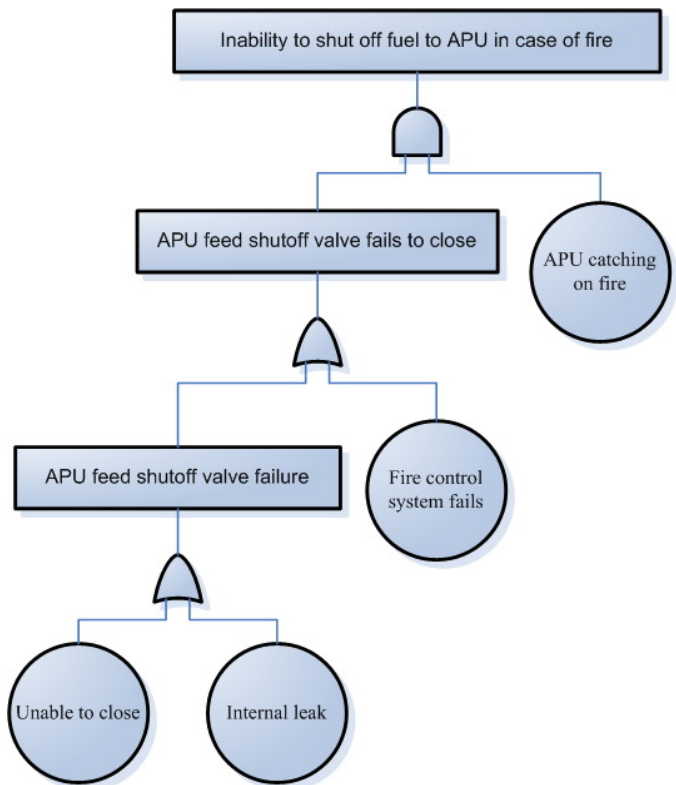 Inability to shut off fuel to APU in case of fire
APU feed shutoff valve fails to close
APU catching
on fire
APU feed shutoff valve failure
Fire control
system fails
Unable to close
Internal leak